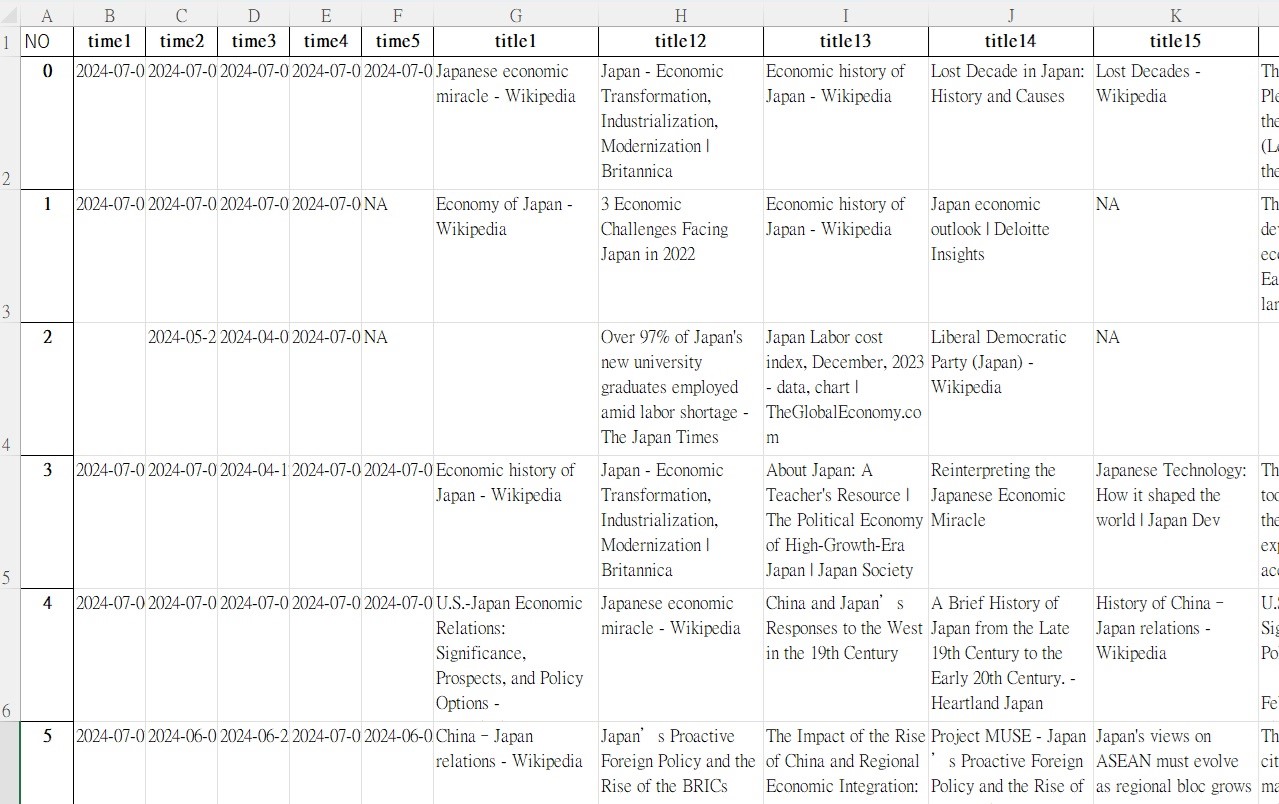 A B C D E F G H I J K
1 NO time1 time2 time3 time4 time5 title1 title12 title13 title14 title15
0 2024-07-0 2024-07-0 2024-07-0 2024-07-0 2024-07-0 Japanese economic Japan - Economic Economic history of Lost Decade in Japan: Lost Decades - Th
miracle - Wikipedia Transformation, Japan - Wikipedia History and Causes Wikipedia Ple
Industrialization, the
Modernization | (Le
2 Britannica the
1 2024-07-0 2024-07-0 2024-07-0 2024-07-0 NA Economy of Japan - 3 Economic Economic history of Japan economic NA Th
Wikipedia Challenges Facing Japan - Wikipedia outlook | Deloitte dev
Japan in 2022 Insights eco
Ea
3 lar
2 2024-05-2 2024-04-0 2024-07-0 NA Over 97% of Japan's Japan Labor cost Liberal Democratic NA
new university index, December, 2023 Party (Japan) -
graduates employed - data, chart | Wikipedia
amid labor shortage - TheGlobalEconomy.co
4 The Japan Times m
3 2024-07-0 2024-07-0 2024-04-1 2024-07-0 2024-07-0 Economic history of Japan - Economic About Japan: A Reinterpreting the Japanese Technology: Th
Japan - Wikipedia Transformation, Teacher's Resource | Japanese Economic How it shaped the too
Industrialization, The Political Economy Miracle world | Japan Dev the
Modernization | of High-Growth-Era exp
5 Britannica Japan | Japan Society acc
4 2024-07-0 2024-07-0 2024-07-0 2024-07-0 2024-07-0 U.S.-Japan Economic Japanese economic China and Japan’s A Brief History of History of China – U.S
Relations: miracle - Wikipedia Responses to the West Japan from the Late Japan relations - Sig
Significance, in the 19th Century 19th Century to the Wikipedia Po
Prospects, and Policy Early 20th Century. -
6 Options - Heartland Japan Fe
5 2024-07-0 2024-06-0 2024-06-2 2024-07-0 2024-06-0 China – Japan Japan’s Proactive The Impact of the Rise Project MUSE - Japan Japan's views on Th
relations - Wikipedia Foreign Policy and the of China and Regional ’s Proactive Foreign ASEAN must evolve cit
Rise of the BRICs Economic Integration: Policy and the Rise of as regional bloc grows ma